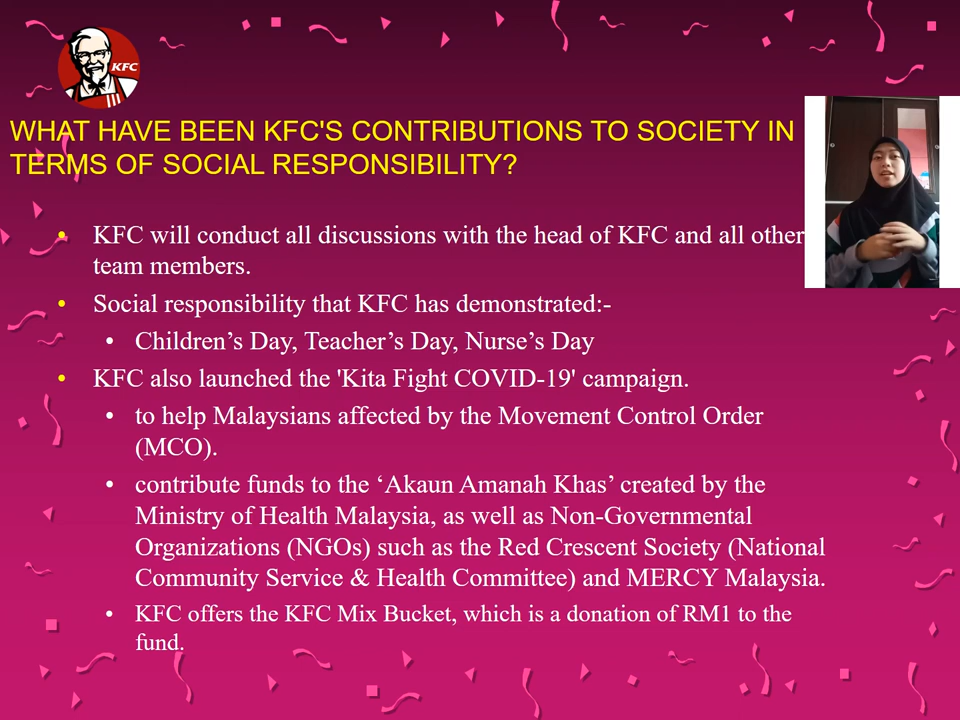 KFC
WHAT HAVE BEEN KFC'S CONTRIBUTIONS TO SOCIETY IN
TERMS OF SOCIAL RESPONSIBILITY?
• KFC will conduct all discussions with the head of KFC and all other
team members.
• Social responsibility that KFC has demonstrated:-
• Children’s Day, Teacher’s Day, Nurse’s Day
• KFC also launched the 'Kita Fight COVID-19' campaign.
• to help Malaysians affected by the Movement Control Order
(MCO).
• contribute funds to the ‘Akaun Amanah Khas’ created by the
Ministry of Health Malaysia, as well as Non-Governmental
Organizations (NGOs) such as the Red Crescent Society (National
Community Service & Health Committee) and MERCY Malaysia.
• KFC offers the KFC Mix Bucket, which is a donation of RM1 to the
fund.